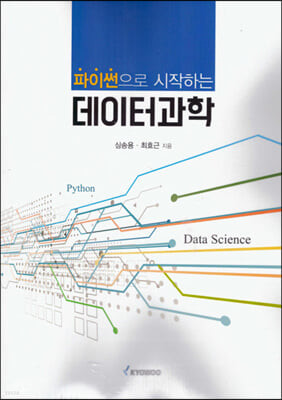 파이썬으로 시작하는
데이터과학
심송용 · 최효근 지음
Python
Data Science
KYOWOO